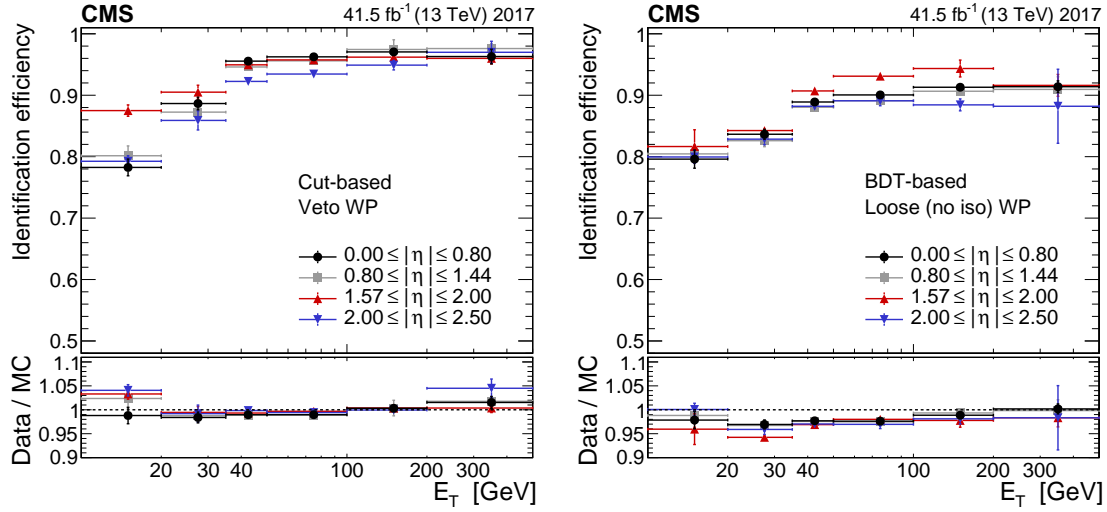 CMS 41.5 fb⁻¹ (13 TeV) 2017
Identification efficiency
1
0.9
0.8
0.7
0.6
0.5
Cut-based
Veto WP
0.00 ≤ |η| ≤ 0.80
0.80 ≤ |η| ≤ 1.44
1.57 ≤ |η| ≤ 2.00
2.00 ≤ |η| ≤ 2.50
Data / MC
1.1
1.05
1
0.95
0.9
20 30 40 100 200 300
E_T [GeV]
CMS 41.5 fb⁻¹ (13 TeV) 2017
Identification efficiency
1
0.9
0.8
0.7
0.6
0.5
BDT-based
Loose (no iso) WP
0.00 ≤ |η| ≤ 0.80
0.80 ≤ |η| ≤ 1.44
1.57 ≤ |η| ≤ 2.00
2.00 ≤ |η| ≤ 2.50
Data / MC
1.1
1.05
1
0.95
0.9
20 30 40 100 200 300
E_T [GeV]